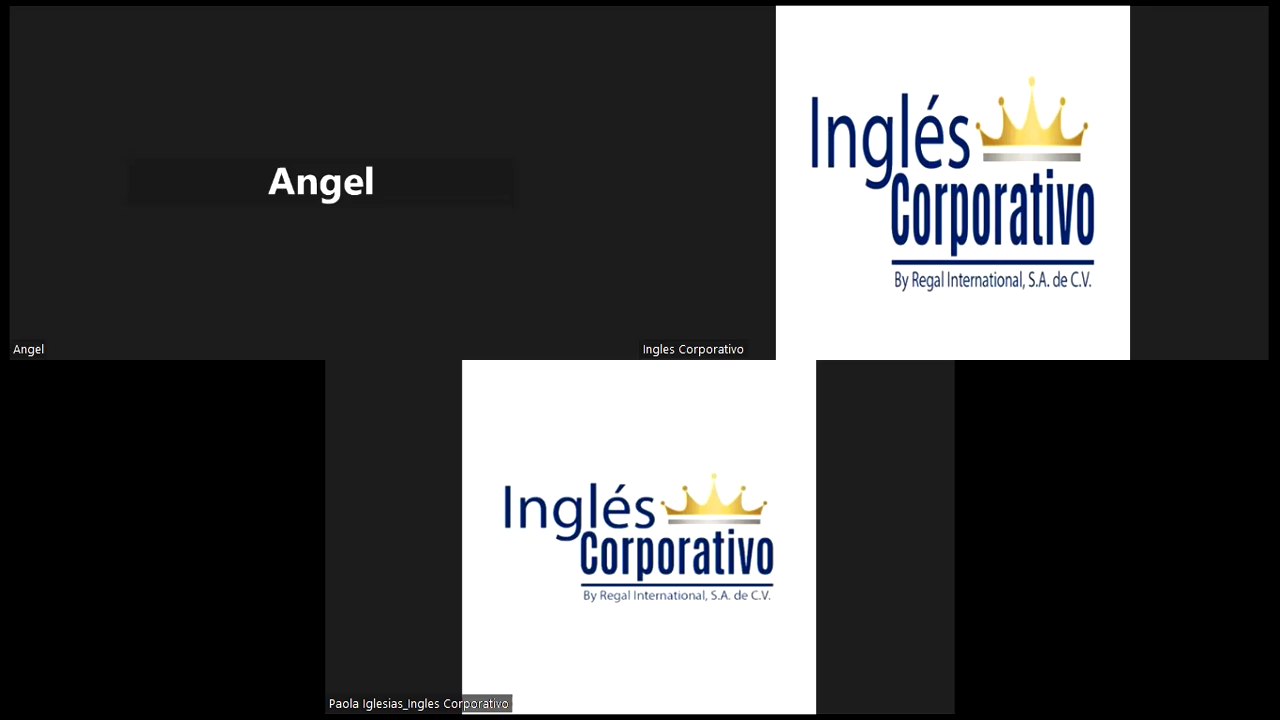 Angel
Angel
Inglés
Corporativo
By Regal International, S.A. de C.V.
Ingles Corporativo
Inglés
Corporativo
By Regal International, S.A. de C.V.
Paola Iglesias_Ingles Corporativo